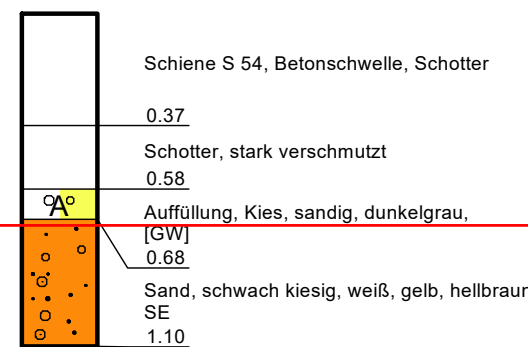 Schiene S 54, Betonschwelle, Schotter
0.37
Schotter, stark verschmutzt
0.58
A
Auffüllung, Kies, sandig, dunkelgrau,
[GW]
0.68
Sand, schwach kiesig, weiß, gelb, hellbraun
SE
1.10